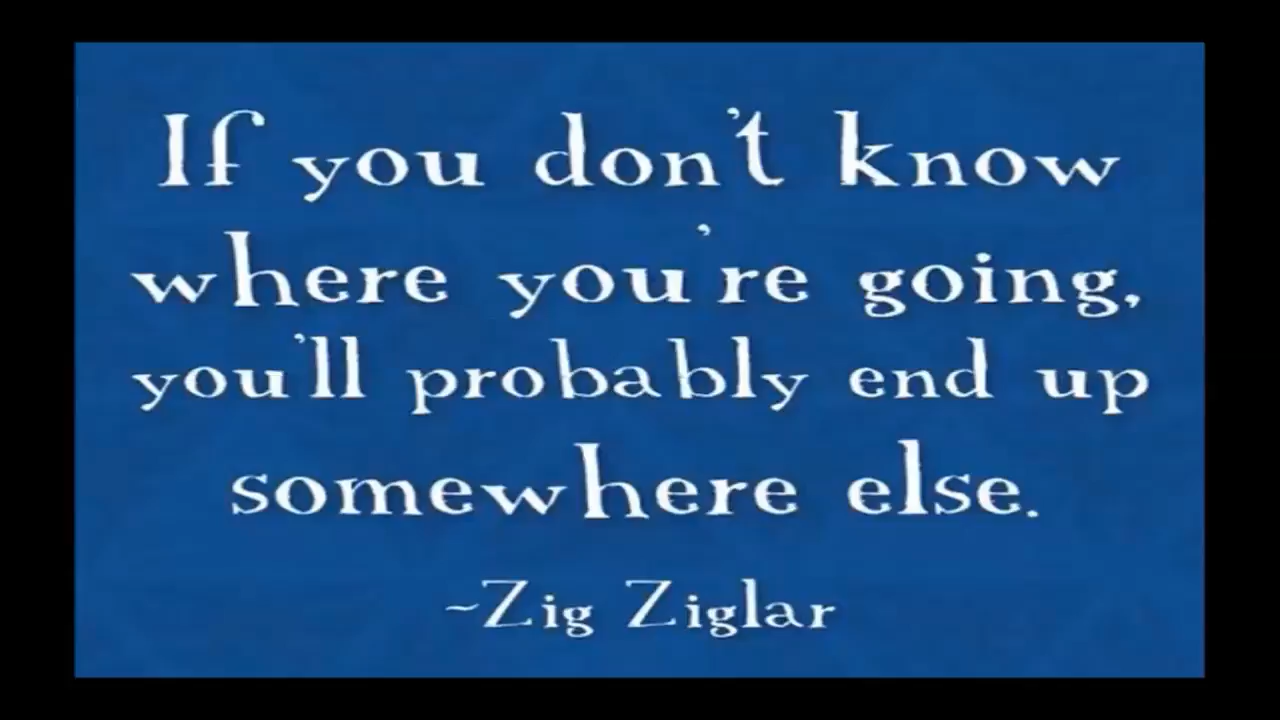 If you don't know
where you're going,
you'll probably end up
somewhere else.
~Zig Ziglar